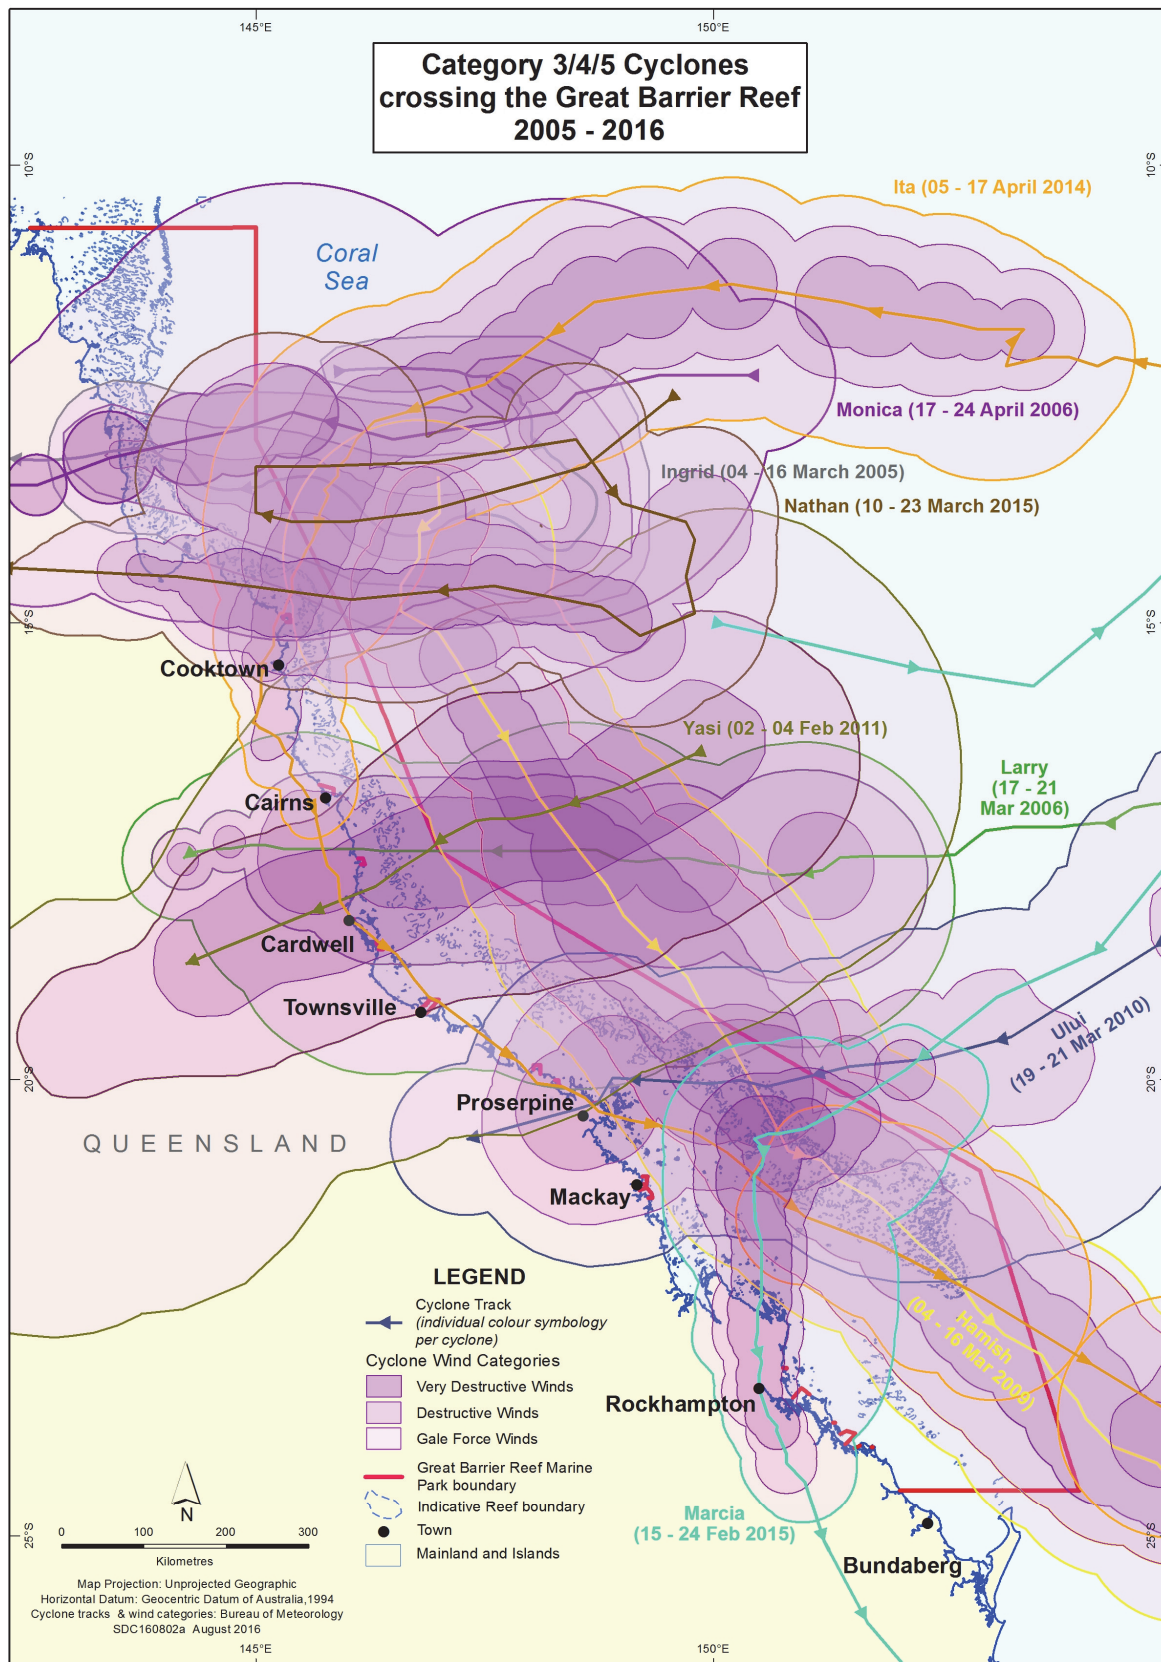 145°E
150°E
Category 3/4/5 Cyclones
crossing the Great Barrier Reef
2005 - 2016
10°S
10°S
Ita (05 - 17 April 2014)
Coral
Sea
Monica (17 - 24 April 2006)
Ingrid (04 - 16 March 2005)
Nathan (10 - 23 March 2015)
15°S
15°S
Cooktown
Yasi (02 - 04 Feb 2011)
Larry
(17 - 21
Mar 2006)
Cairns
Cardwell
Townsville
Ului
(19 - 21 Mar 2010)
20°S
20°S
Proserpine
QUEENSLAND
Mackay
LEGEND
Cyclone Track
(individual colour symbology
per cyclone)
Cyclone Wind Categories
Very Destructive Winds
Destructive Winds
Gale Force Winds
Great Barrier Reef Marine
Park boundary
Indicative Reef boundary
Town
Mainland and Islands
Hamish
(04 - 16 Mar 2009)
Rockhampton
Marcia
(15 - 24 Feb 2015)
N
0 100 200 300
Kilometres
25°S
25°S
Bundaberg
Map Projection: Unprojected Geographic
Horizontal Datum: Geocentric Datum of Australia,1994
Cyclone tracks & wind categories: Bureau of Meteorology
SDC160802a August 2016
145°E
150°E